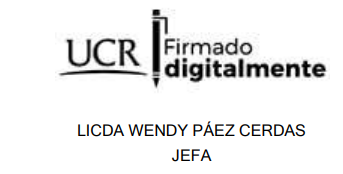 UCR Firmado
digitalmente
LICDA WENDY PÁEZ CERDAS
JEFA